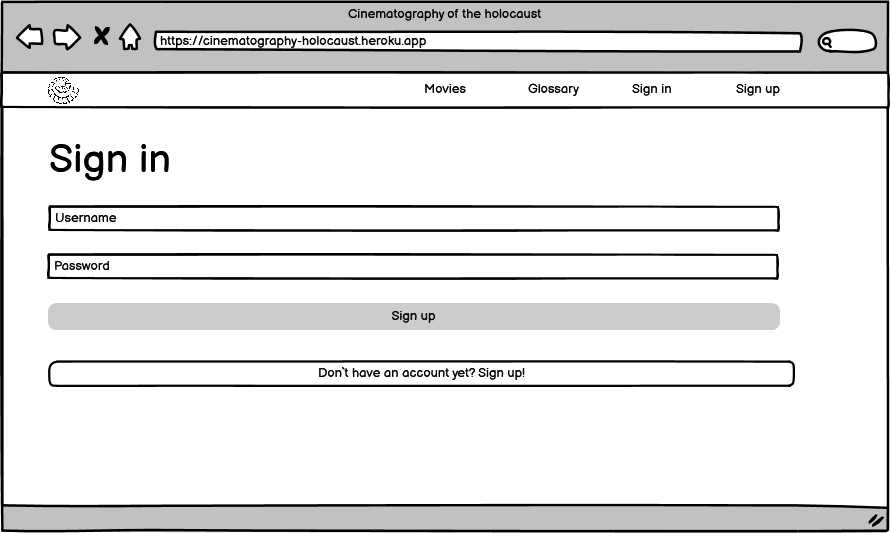 Cinematography of the holocaust
https://cinematography-holocaust.heroku.app
Movies Glossary Sign in Sign up
Sign in
Username
Password
Sign up
Don't have an account yet? Sign up!